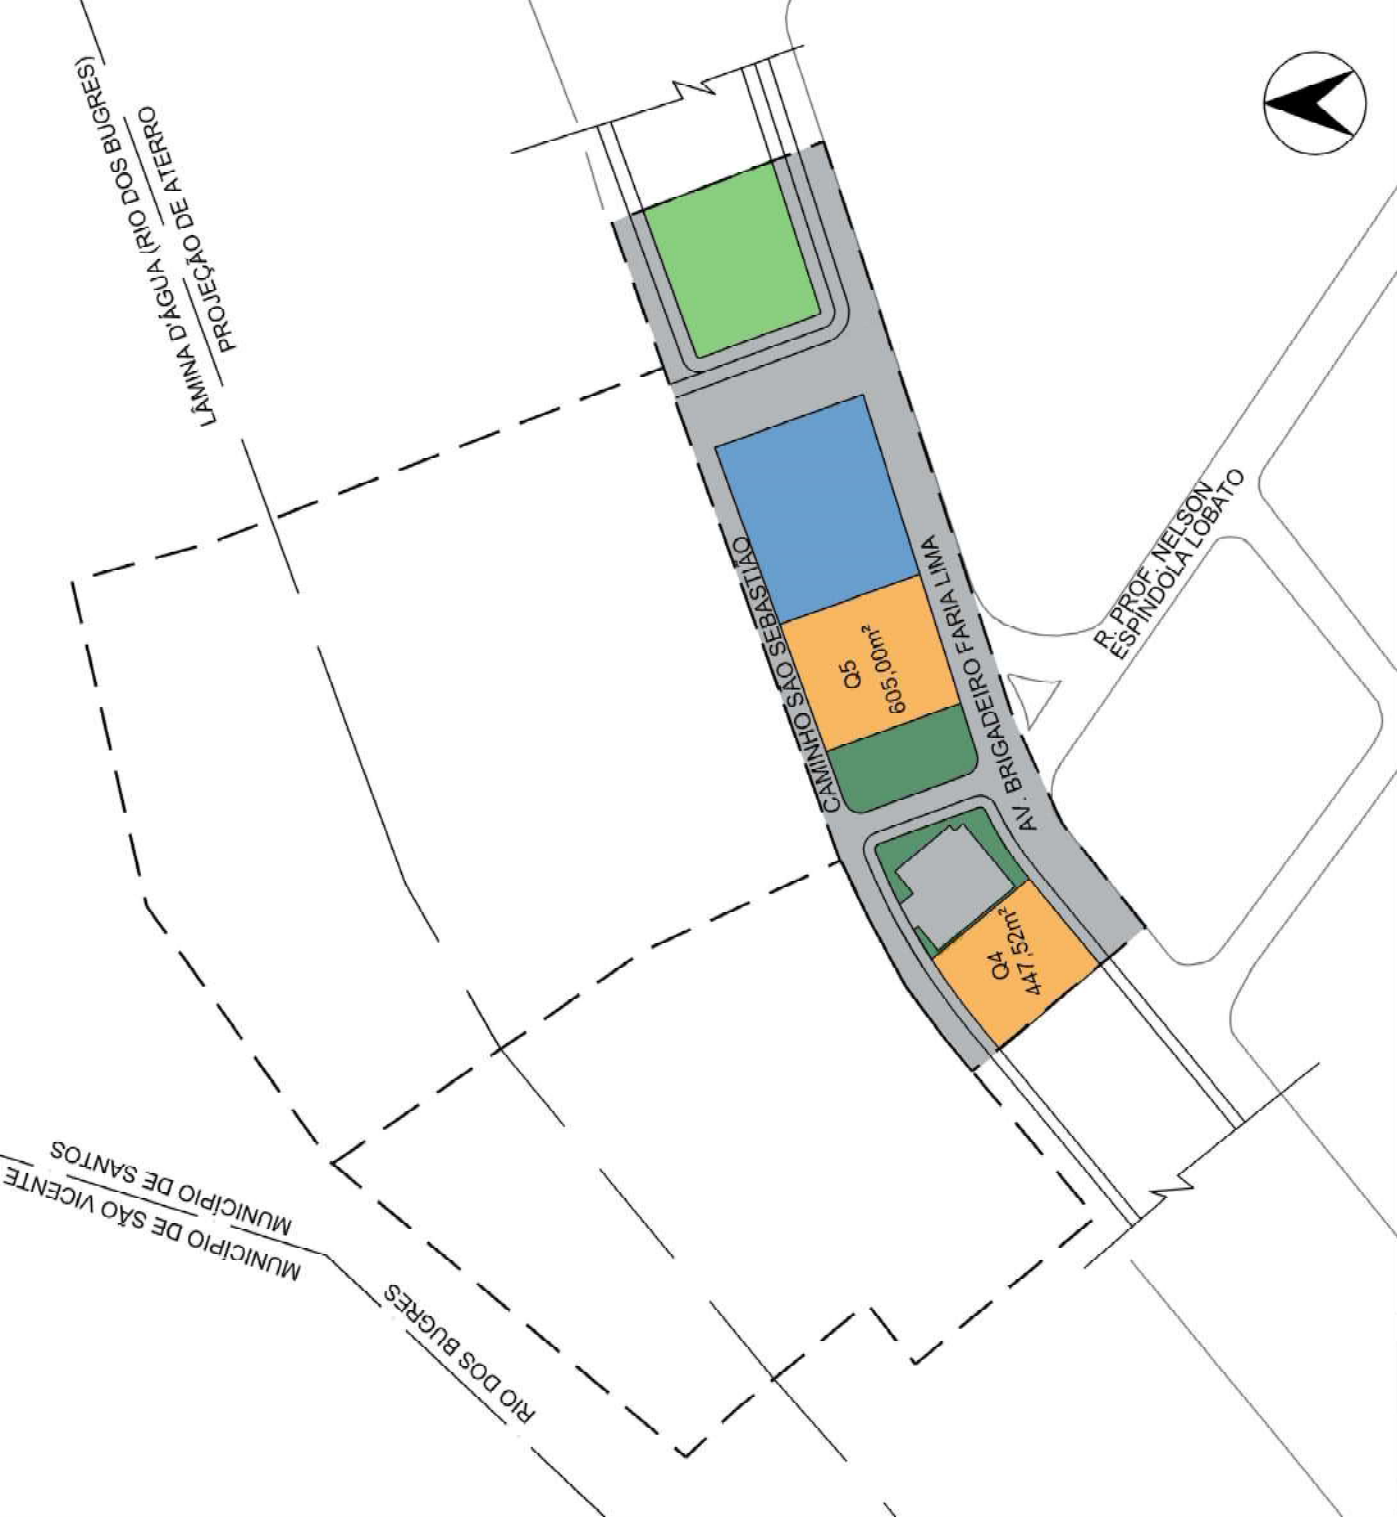 LÂMINA D'ÁGUA (RIO DOS BUGRES)
PROJEÇÃO DE ATERRO
CAMINHO SÃO SEBASTIÃO
Q5
605,00m²
AV. BRIGADEIRO FARIA LIMA
R. PROF. NELSON
ESPINDOLA LOBATO
Q4
447,52m²
MUNICÍPIO DE SANTOS
MUNICÍPIO DE SÃO VICENTE
RIO DOS BUGRES